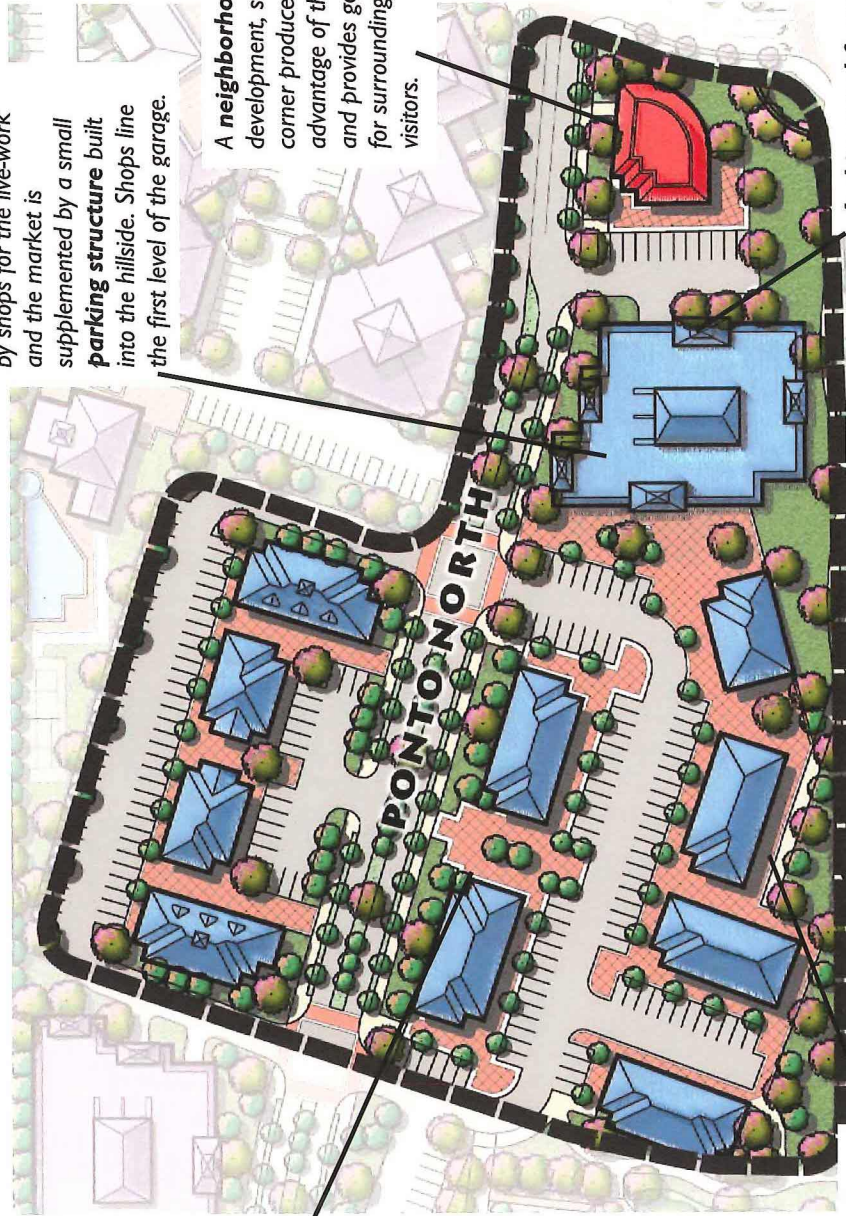 by shops for the live-work
and the market is
supplemented by a small
parking structure built
into the hillside. Shops line
the first level of the garage.
A neighborho
development, s
corner produce
advantage of th
and provides g
for surrounding
visitors.
PONTO NORTH